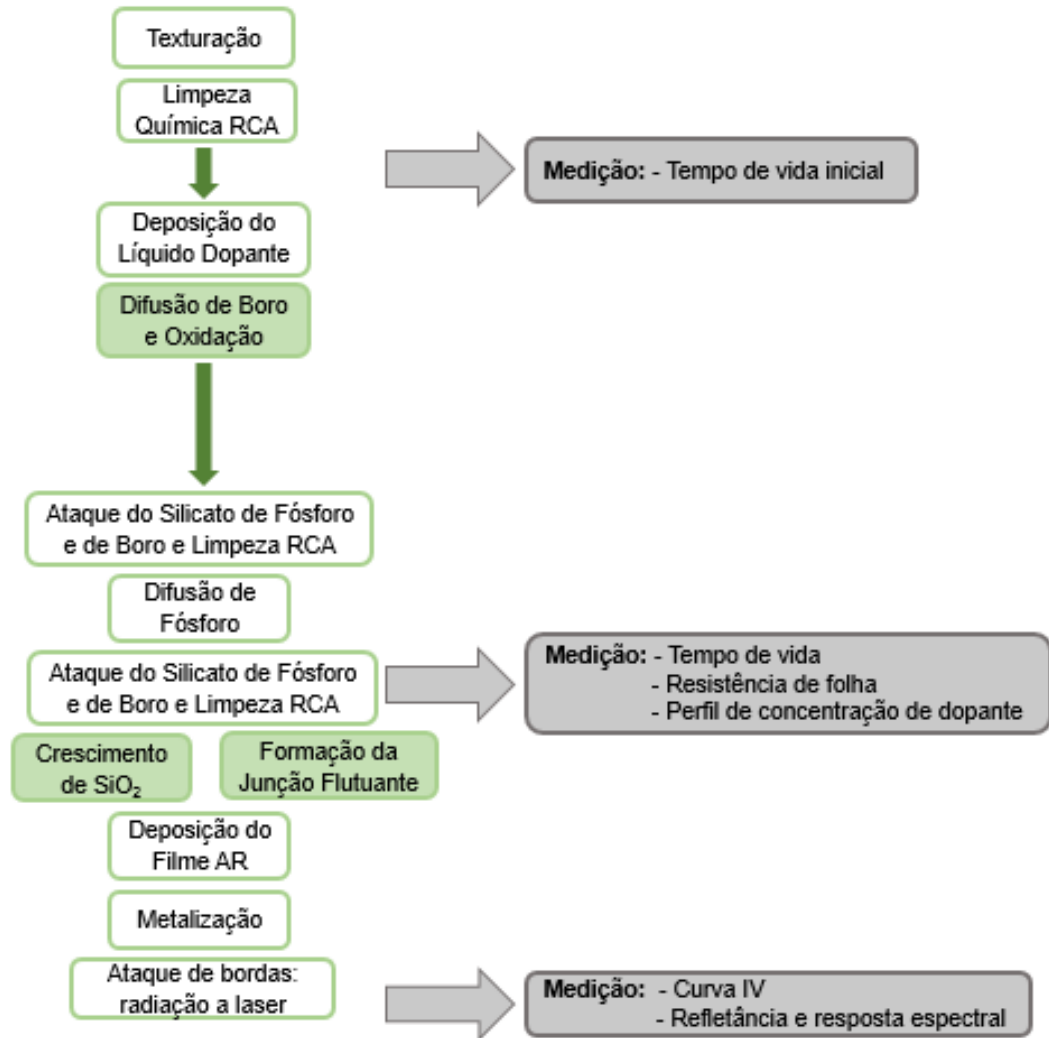 Texturação
Limpeza
Química RCA
Medição: - Tempo de vida inicial
Deposição do
Líquido Dopante
Difusão de Boro
e Oxidação
Ataque do Silicato de Fósforo
e de Boro e Limpeza RCA
Difusão de
Fósforo
Ataque do Silicato de Fósforo
e de Boro e Limpeza RCA
Medição: - Tempo de vida
- Resistência de folha
- Perfil de concentração de dopante
Crescimento
de SiO₂
Formação da
Junção Flutuante
Deposição do
Filme AR
Metalização
Ataque de bordas:
radiação a laser
Medição: - Curva IV
- Refletância e resposta espectral